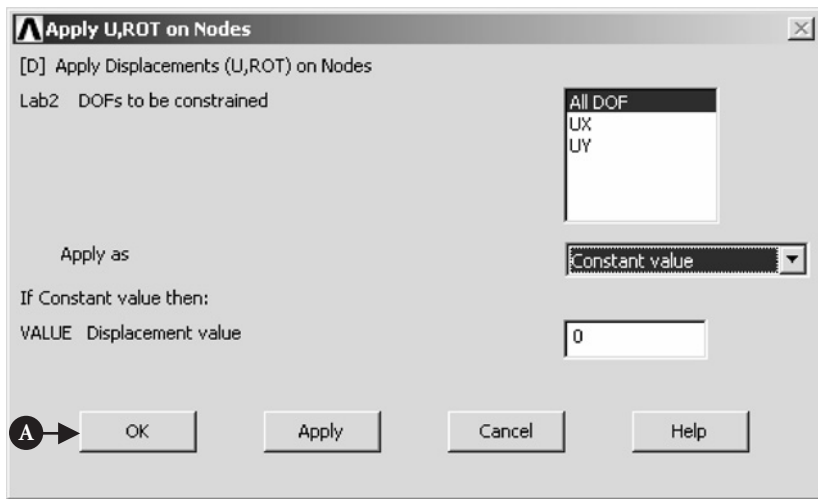 Apply U,ROT on Nodes
[D] Apply Displacements (U,ROT) on Nodes
Lab2 DOFs to be constrained
All DOF
UX
UY
Apply as
Constant value
If Constant value then:
VALUE Displacement value
0
A
OK
Apply
Cancel
Help